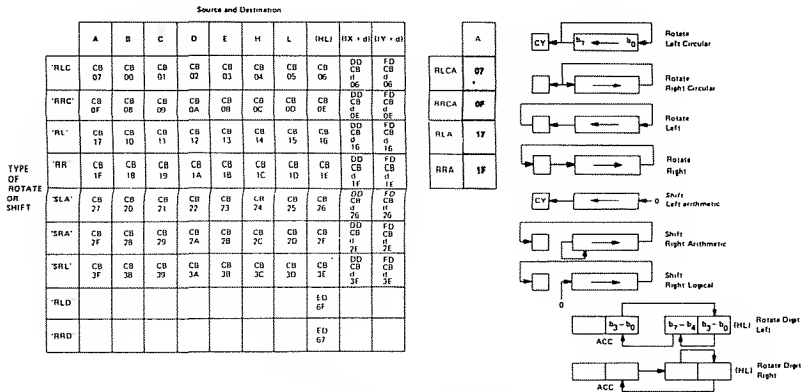 Source and Destination
A B C D E H L (HL) (IX + d) (IY + d)
'RLC' CB 07 CB 00 CB 01 CB 02 CB 03 CB 04 CB 05 CB 06 DD CB d 06 FD CB d 06
'RRC' CB 0F CB 08 CB 09 CB 0A CB 0B CB 0C CB 0D CB 0E DD CB d 0E FD CB d 0E
'RL' CB 17 CB 10 CB 11 CB 12 CB 13 CB 14 CB 15 CB 16 DD CB d 16 FD CB d 16
'RR' CB 1F CB 18 CB 19 CB 1A CB 1B CB 1C CB 1D CB 1E DD CB d 1E FD CB d 1E
'SLA' CB 27 CB 20 CB 21 CB 22 CB 23 CB 24 CB 25 CB 26 DD CB d 26 FD CB d 26
'SRA' CB 2F CB 28 CB 29 CB 2A CB 2B CB 2C CB 2D CB 2E DD CB d 2E FD CB d 2E
'SRL' CB 3F CB 38 CB 39 CB 3A CB 3B CB 3C CB 3D CB 3E DD CB d 3E FD CB d 3E
'RLD' ED 6F
'RRD' ED 67
TYPE
OF
ROTATE
OR
SHIFT
A
RLCA 07
RRCA 0F
RLA 17
RRA 1F
CY b7 b0 Rotate
Left Circular
Rotate
Right Circular
Rotate
Left
Rotate
Right
CY 0 Shift
Left arithmetic
Shift
Right Arithmetic
Shift
Right Logical
0
b3-b0 b7-b4 b3-b0 (HL) Rotate Digit
Left
ACC
(HL) Rotate Digit
Right
ACC